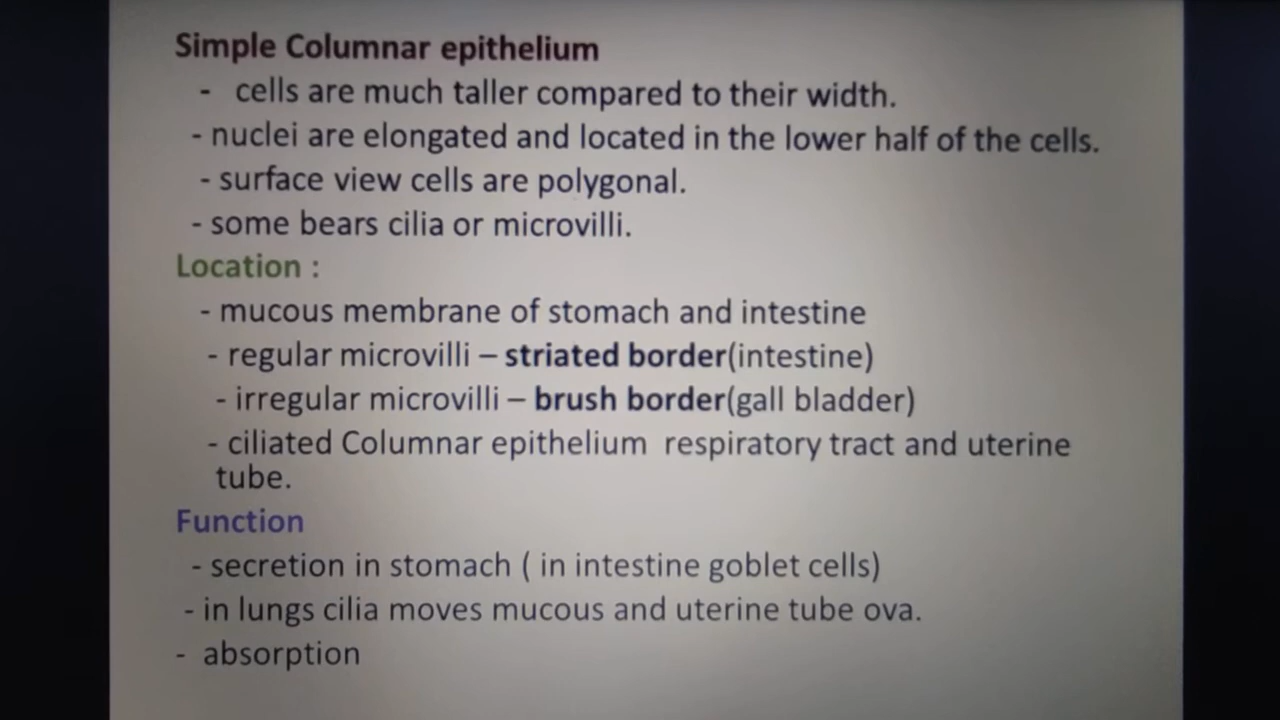 Simple Columnar epithelium
- cells are much taller compared to their width.
- nuclei are elongated and located in the lower half of the cells.
- surface view cells are polygonal.
- some bears cilia or microvilli.
Location :
- mucous membrane of stomach and intestine
- regular microvilli – striated border(intestine)
- irregular microvilli – brush border(gall bladder)
- ciliated Columnar epithelium respiratory tract and uterine
tube.
Function
- secretion in stomach ( in intestine goblet cells)
- in lungs cilia moves mucous and uterine tube ova.
- absorption